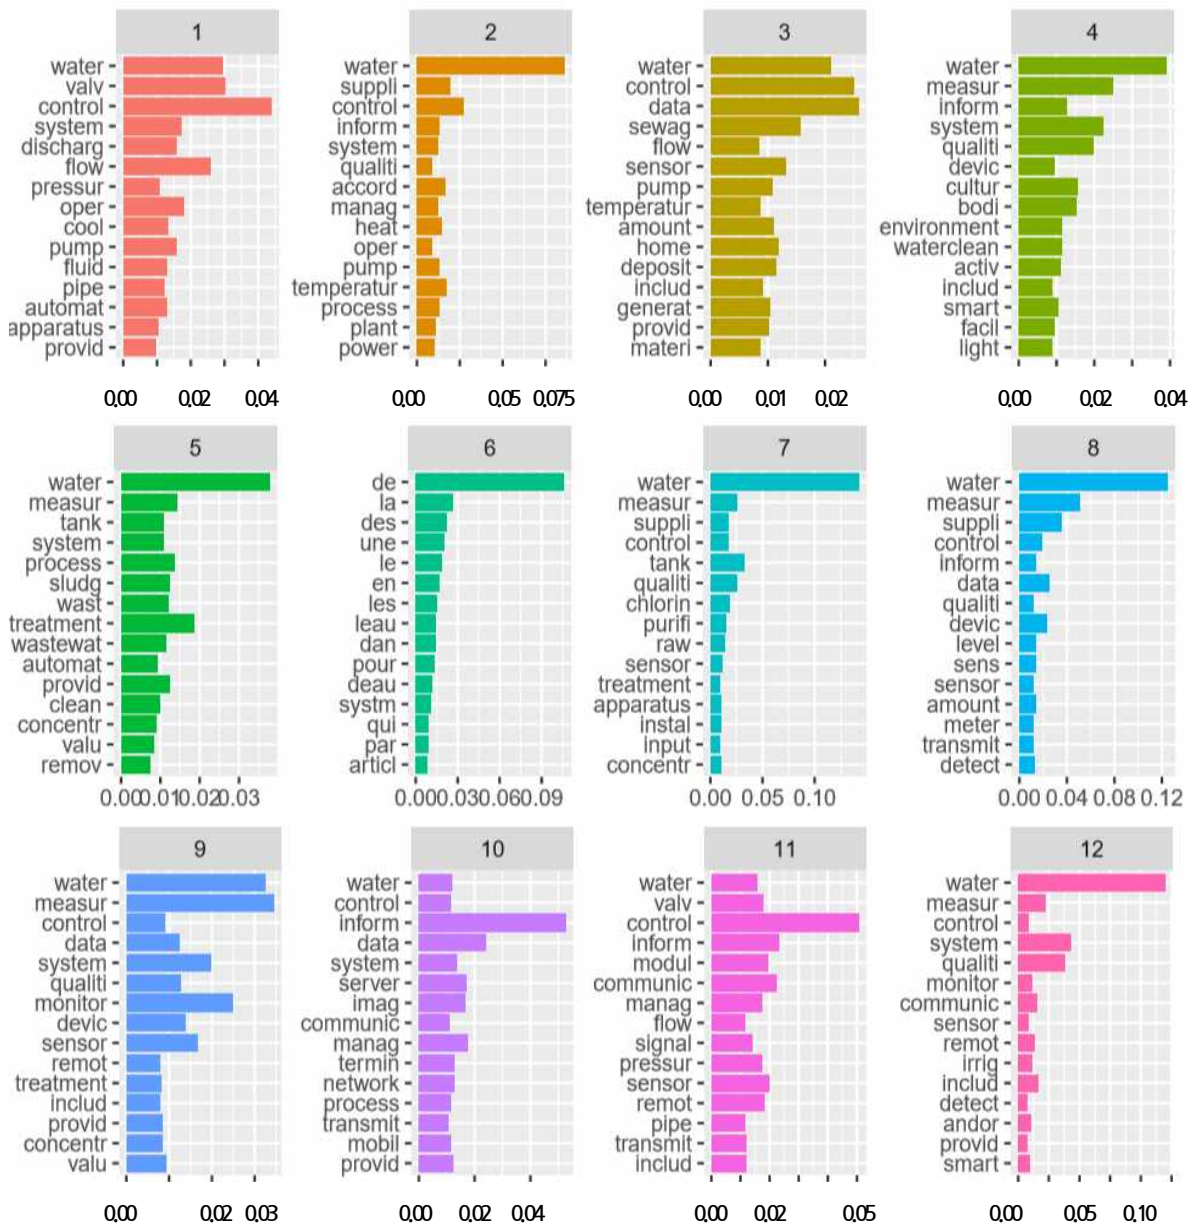 1
water
valv
control
system
discharg
flow
pressur
oper
cool
pump
fluid
pipe
automat
apparatus
provid
0.00 0.02 0.04
2
water
suppli
control
inform
system
qualiti
accord
manag
heat
oper
pump
temperatur
process
plant
power
0.00 0.05 0.075
3
water
control
data
sewag
flow
sensor
pump
temperatur
amount
home
deposit
includ
generat
provid
materi
0.00 0.01 0.02
4
water
measur
inform
system
qualiti
devic
cultur
bodi
environment
waterclean
activ
includ
smart
facil
light
0.00 0.02 0.04
5
water
measur
tank
system
process
sludg
wast
treatment
wastewat
automat
provid
clean
concentr
valu
remov
0.000.010.020.03
6
de
la
des
une
le
en
les
leau
dan
pour
deau
systm
qui
par
articl
0.000.030.060.09
7
water
measur
suppli
control
tank
qualiti
chlorin
purifi
raw
sensor
treatment
apparatus
instal
input
concentr
0.00 0.05 0.10
8
water
measur
suppli
control
inform
data
qualiti
devic
level
sens
sensor
amount
meter
transmit
detect
0.00 0.04 0.08 0.12
9
water
measur
control
data
system
qualiti
monitor
devic
sensor
remot
treatment
includ
provid
concentr
valu
0.00 0.02 0.03
10
water
control
inform
data
system
server
imag
communic
manag
termin
network
process
transmit
mobil
provid
0.00 0.02 0.04
11
water
valv
control
inform
modul
communic
manag
flow
signal
pressur
sensor
remot
pipe
transmit
includ
0.00 0.02 0.05
12
water
measur
control
system
qualiti
monitor
communic
sensor
remot
irrig
includ
detect
andor
provid
smart
0.00 0.05 0.10